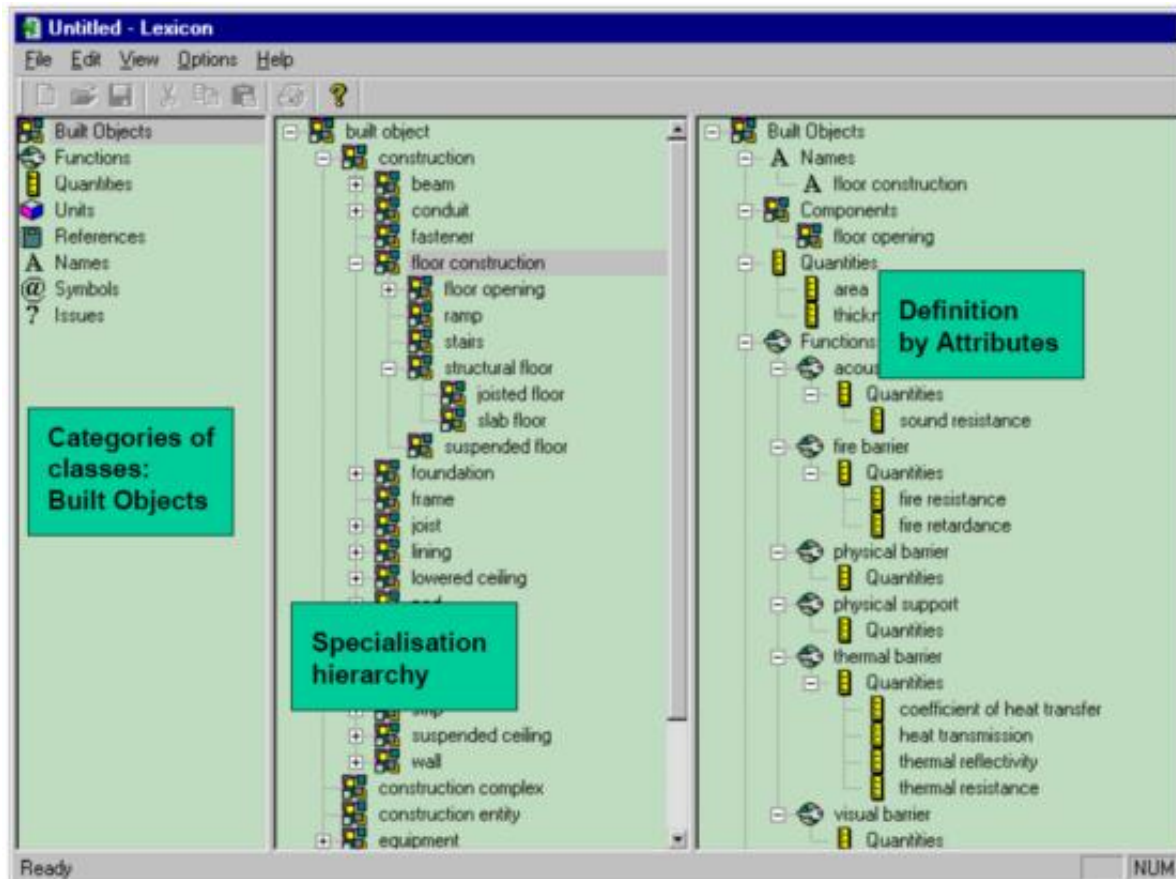 Untitled - Lexicon
File Edit View Options Help
Built Objects
Functions
Quantities
Units
References
A Names
@ Symbols
? Issues
Categories of
classes:
Built Objects
built object
construction
beam
conduit
fastener
floor construction
floor opening
ramp
stairs
structural floor
joisted floor
slab floor
suspended floor
foundation
frame
joist
lining
lowered ceiling
Specialisation
hierarchy
suspended ceiling
wall
construction complex
construction entity
equipment
Built Objects
A Names
A floor construction
Components
floor opening
Quantities
area
Definition
by Attributes
Functions
Quantities
sound resistance
fire barrier
Quantities
fire resistance
fire retardance
physical barrier
Quantities
physical support
Quantities
thermal barrier
Quantities
coefficient of heat transfer
heat transmission
thermal reflectivity
thermal resistance
visual barrier
Quantities
Ready
NUM